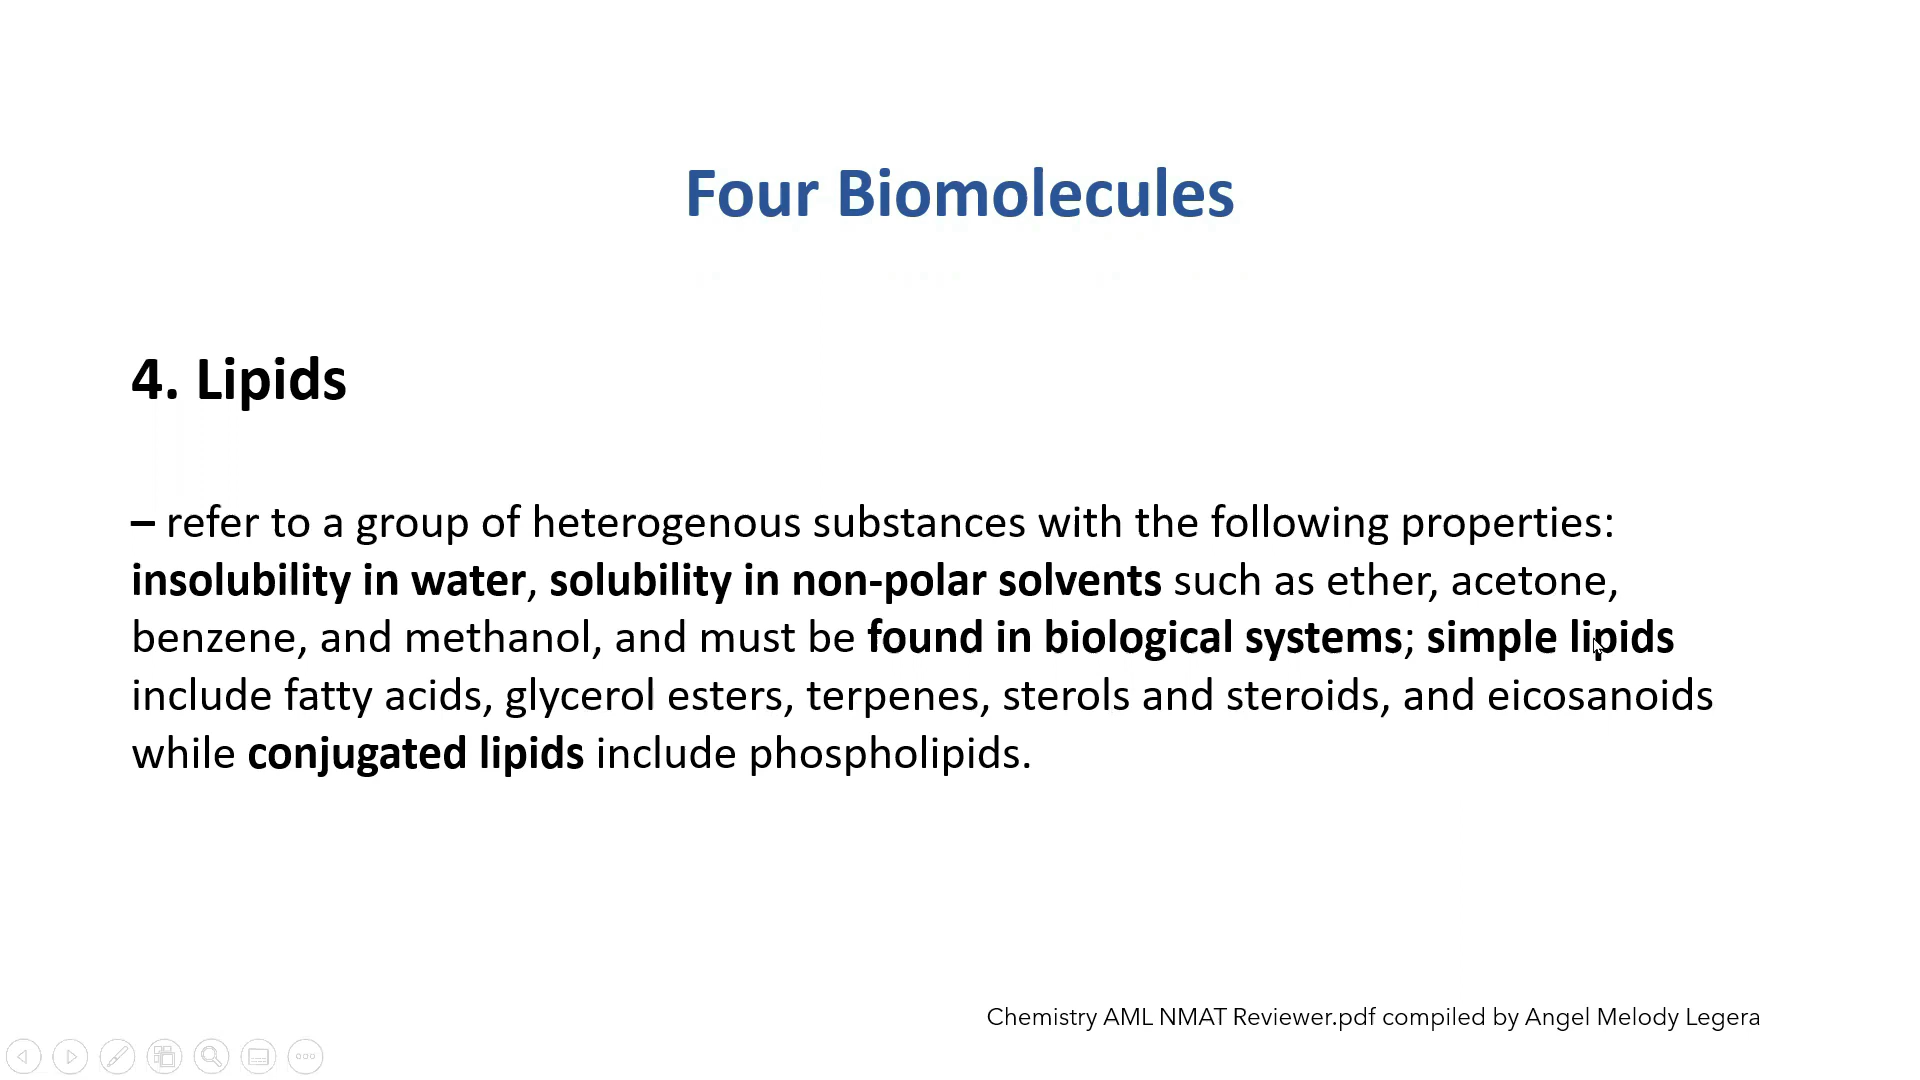 Four Biomolecules
4. Lipids
– refer to a group of heterogenous substances with the following properties:
insolubility in water, solubility in non-polar solvents such as ether, acetone,
benzene, and methanol, and must be found in biological systems; simple lipids
include fatty acids, glycerol esters, terpenes, sterols and steroids, and eicosanoids
while conjugated lipids include phospholipids.
Chemistry AML NMAT Reviewer.pdf compiled by Angel Melody Legera